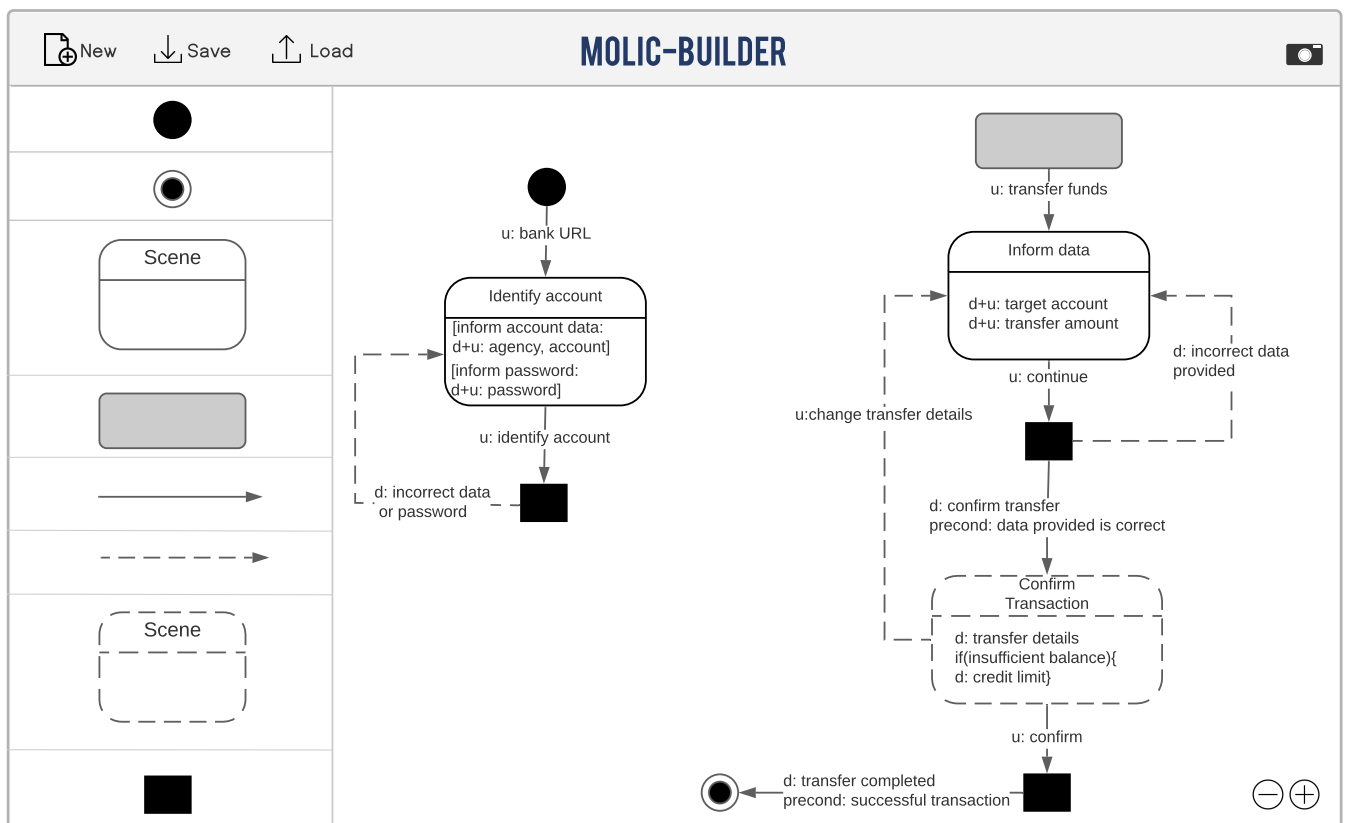 New
Save
Load
MOLIC-BUILDER
Scene
Scene
u: bank URL
Identify account
[inform account data:
d+u: agency, account]
[inform password:
d+u: password]
u: identify account
d: incorrect data
or password
u: transfer funds
Inform data
d+u: target account
d+u: transfer amount
d: incorrect data
provided
u: continue
u:change transfer details
d: confirm transfer
precond: data provided is correct
Confirm
Transaction
d: transfer details
if(insufficient balance){
d: credit limit}
u: confirm
d: transfer completed
precond: successful transaction